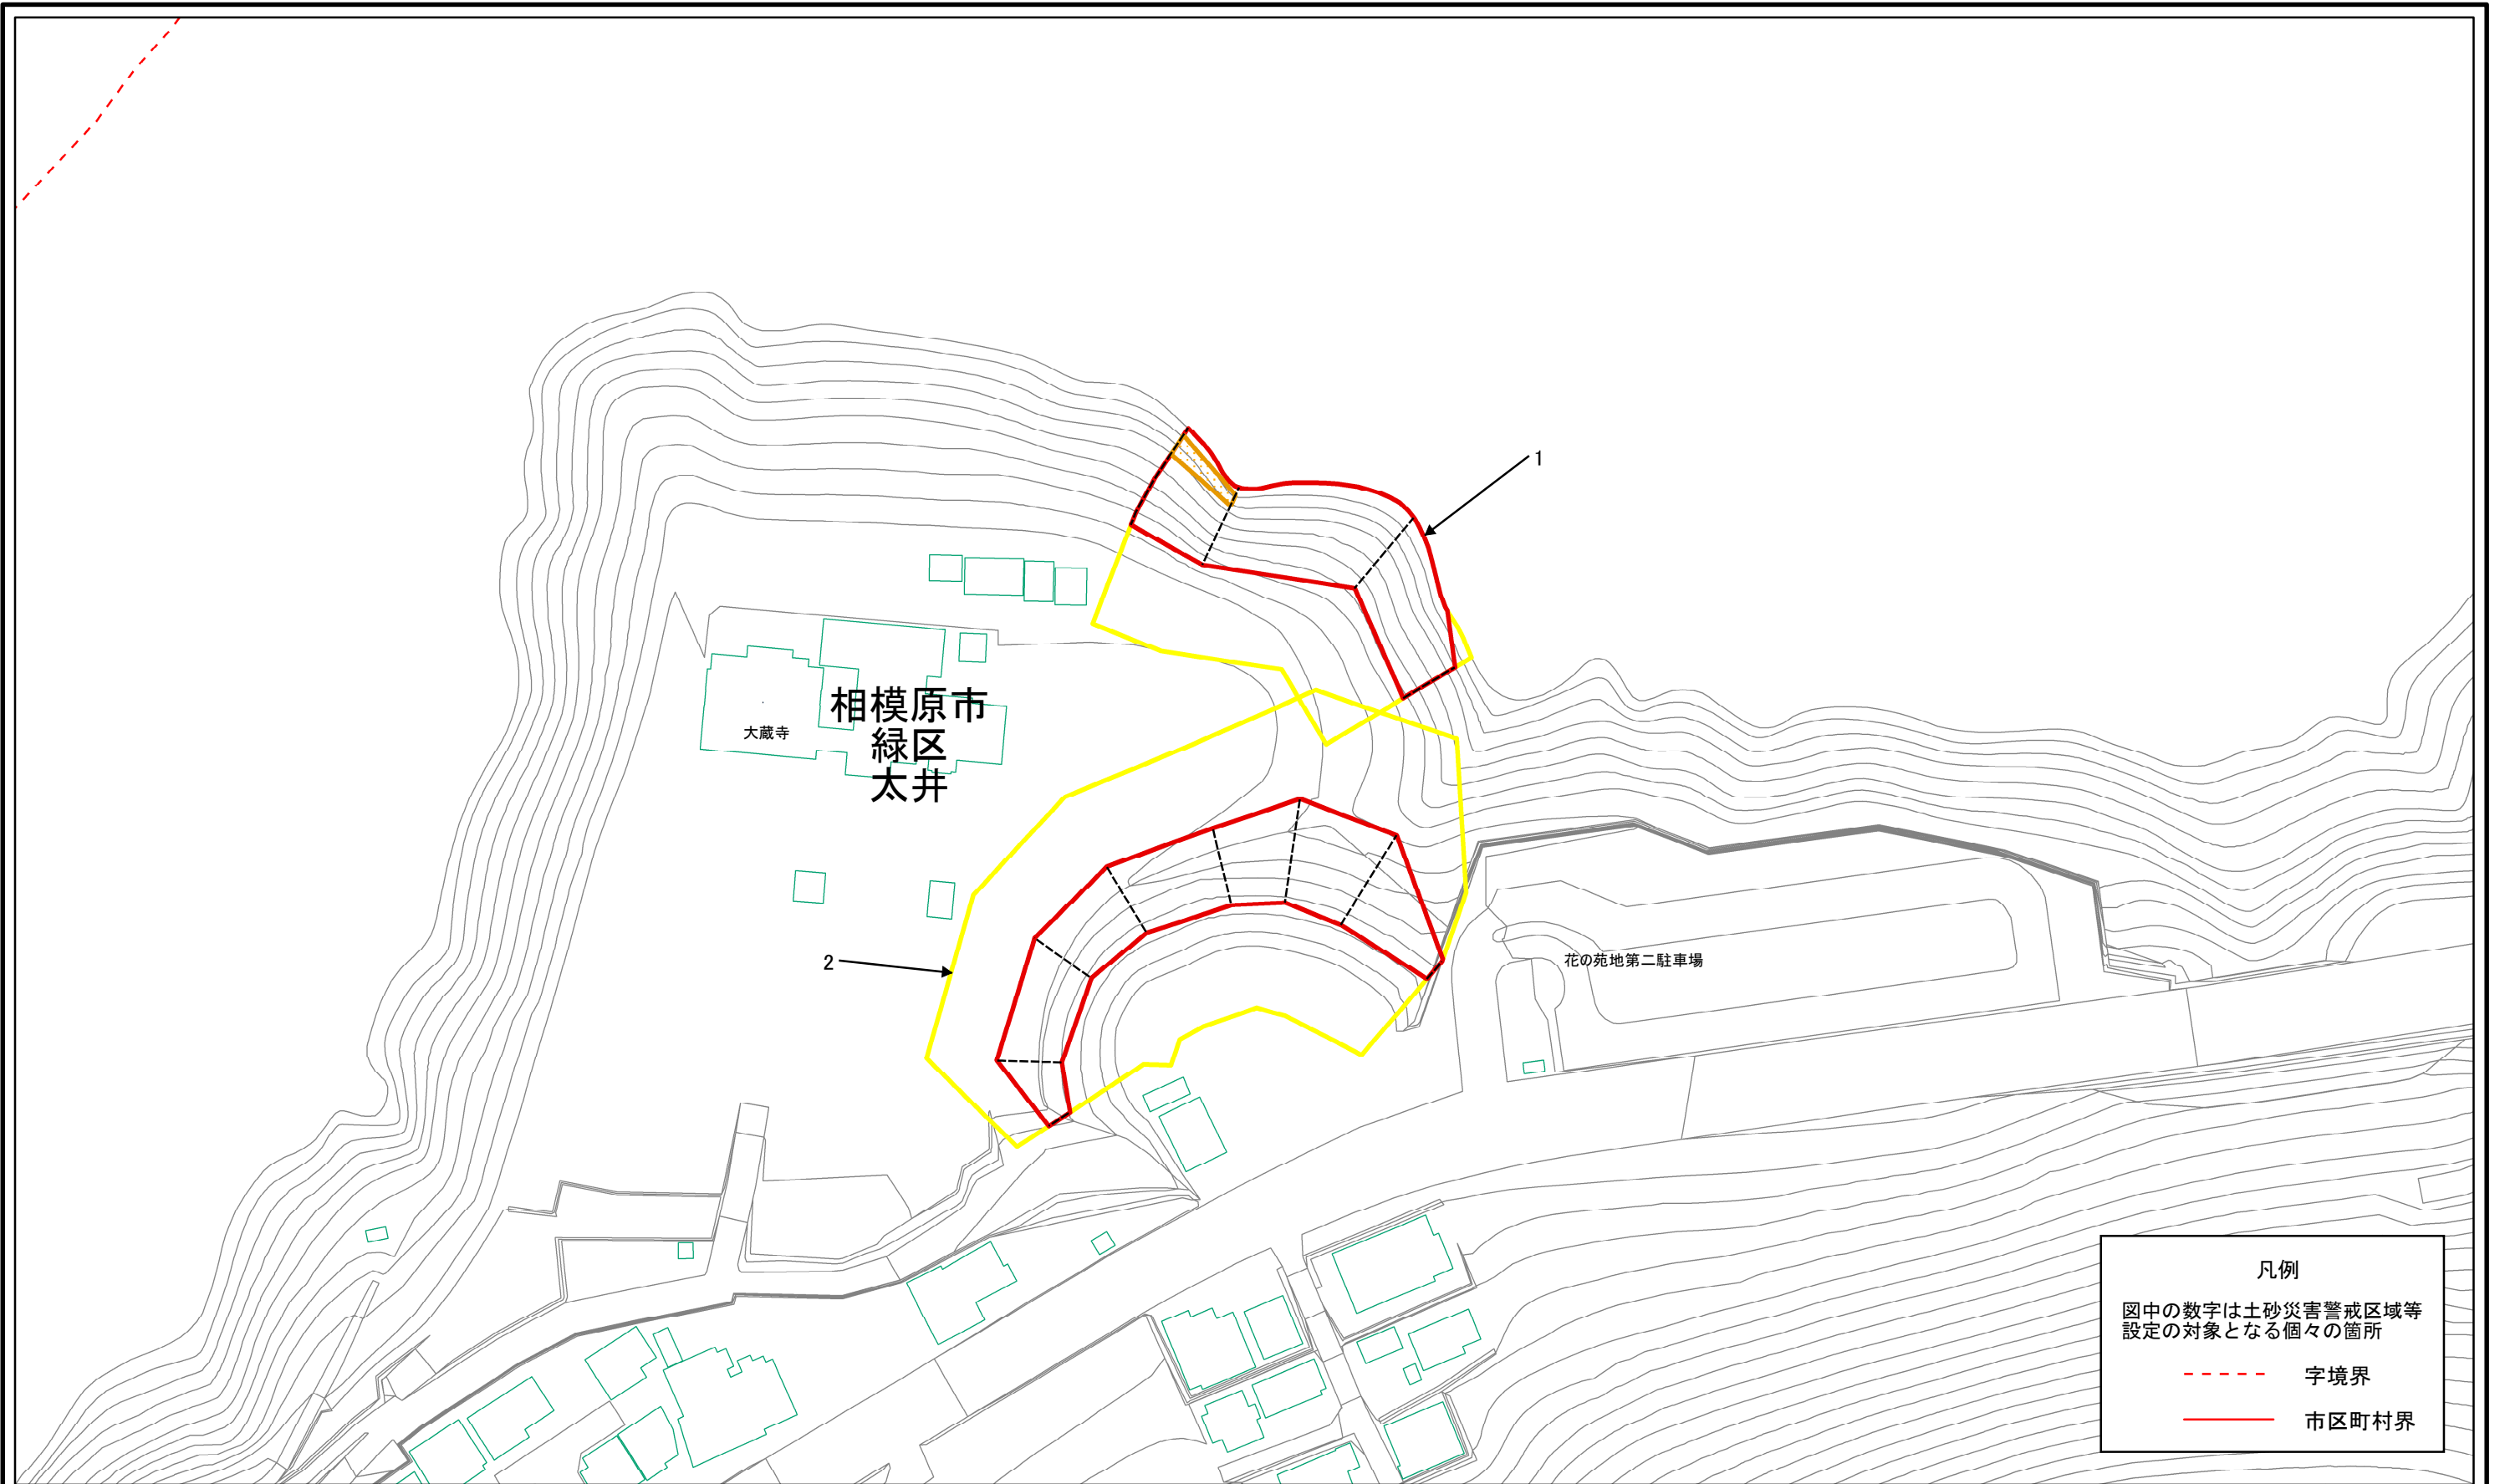 1
相模原市
緑区
太井
大蔵寺
2
花の苑地第二駐車場
凡例
図中の数字は土砂災害警戒区域等
設定の対象となる個々の箇所
字境界
市区町村界